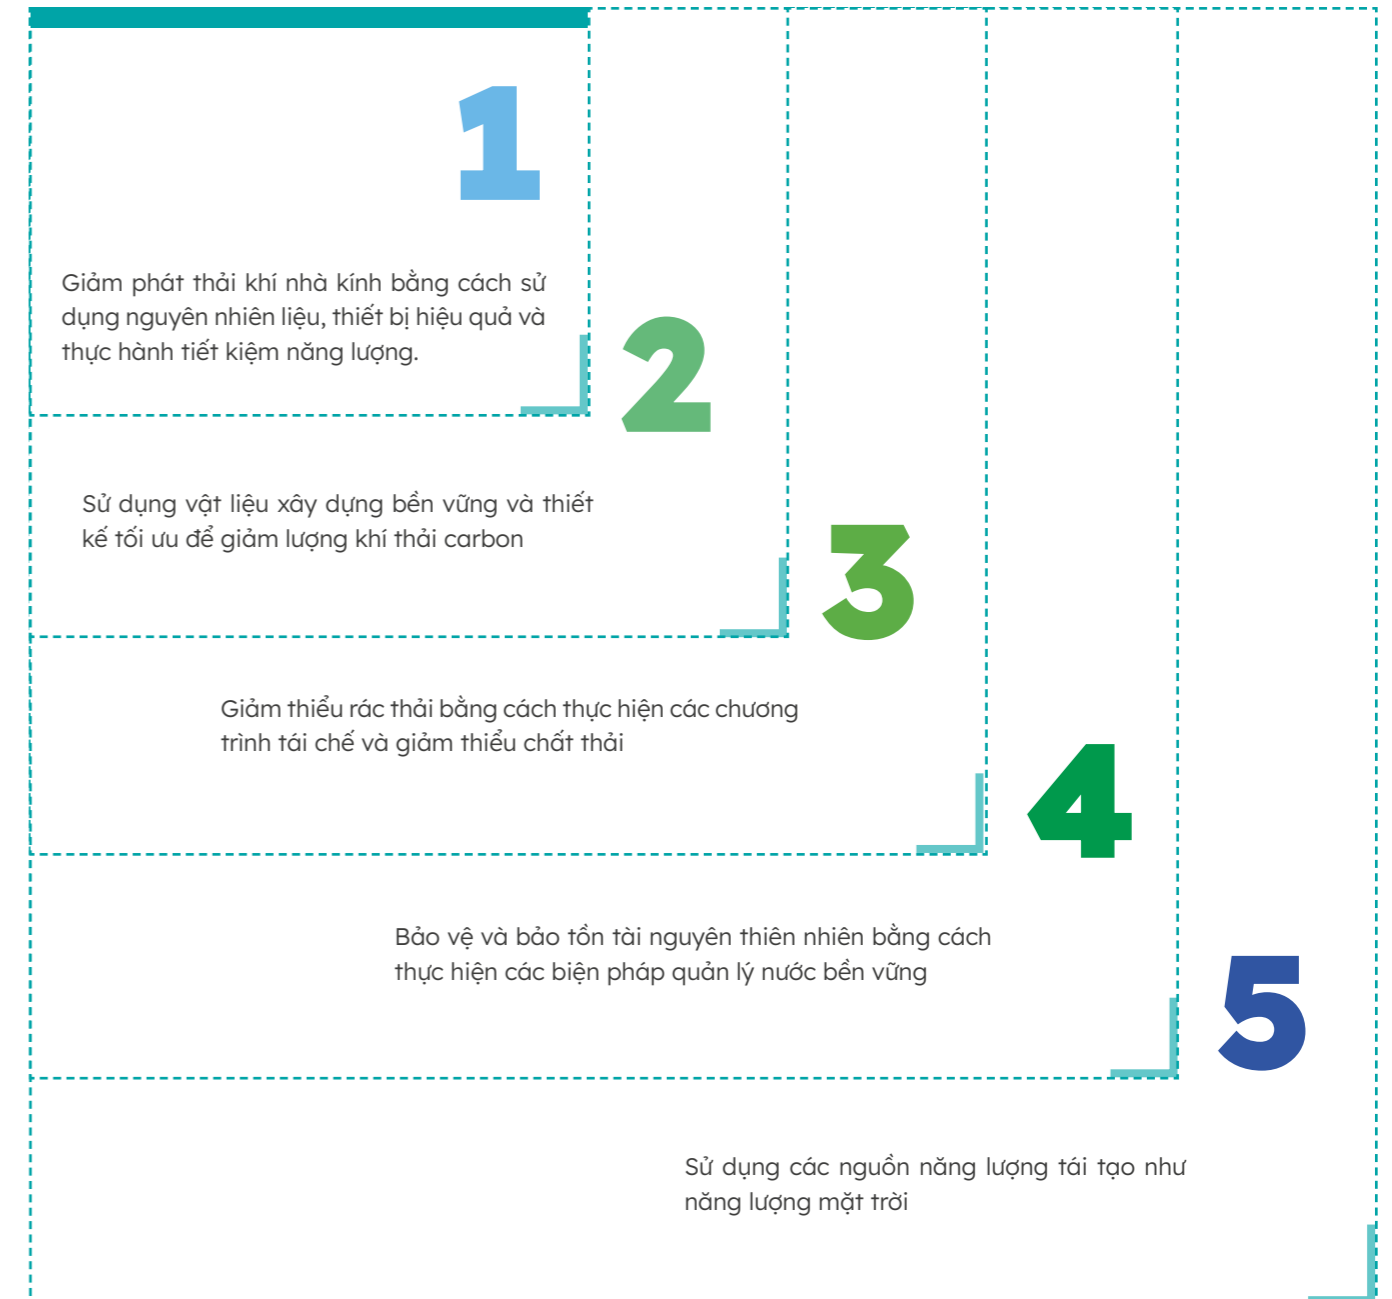 1
Giảm phát thải khí nhà kính bằng cách sử
dụng nguyên nhiên liệu, thiết bị hiệu quả và
thực hành tiết kiệm năng lượng.
2
Sử dụng vật liệu xây dựng bền vững và thiết
kế tối ưu để giảm lượng khí thải carbon
3
Giảm thiểu rác thải bằng cách thực hiện các chương
trình tái chế và giảm thiểu chất thải
4
Bảo vệ và bảo tồn tài nguyên thiên nhiên bằng cách
thực hiện các biện pháp quản lý nước bền vững
5
Sử dụng các nguồn năng lượng tái tạo như
năng lượng mặt trời